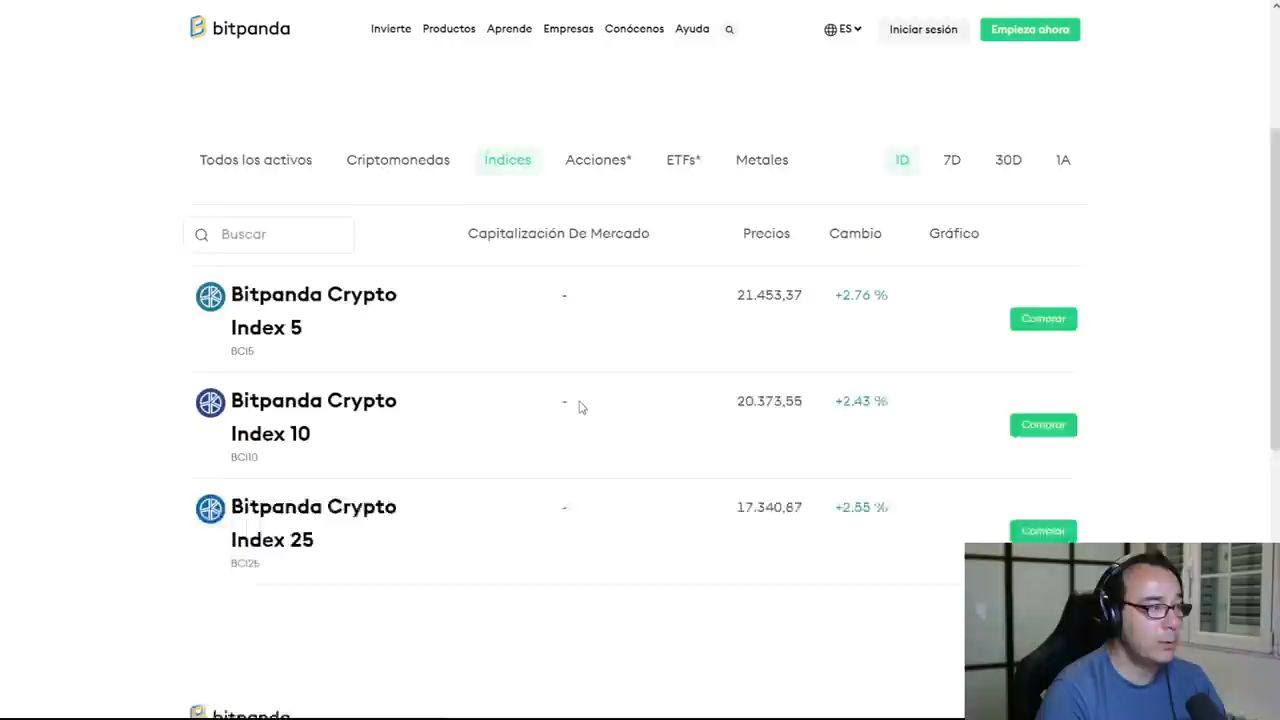 bitpanda
Invierte Productos Aprende Empresas Conócenos Ayuda
ES
Iniciar sesión
Empieza ahora
Todos los activos Criptomonedas Índices Acciones* ETFs* Metales
1D 7D 30D 1A
Buscar
Capitalización De Mercado Precios Cambio Gráfico
Bitpanda Crypto
Index 5
BCI5
-
21.453,37
+2.76 %
Comprar
Bitpanda Crypto
Index 10
BCI10
-
20.373,55
+2.43 %
Comprar
Bitpanda Crypto
Index 25
BCI25
-
17.340,67
+2.55 %
Comprar
bitpanda